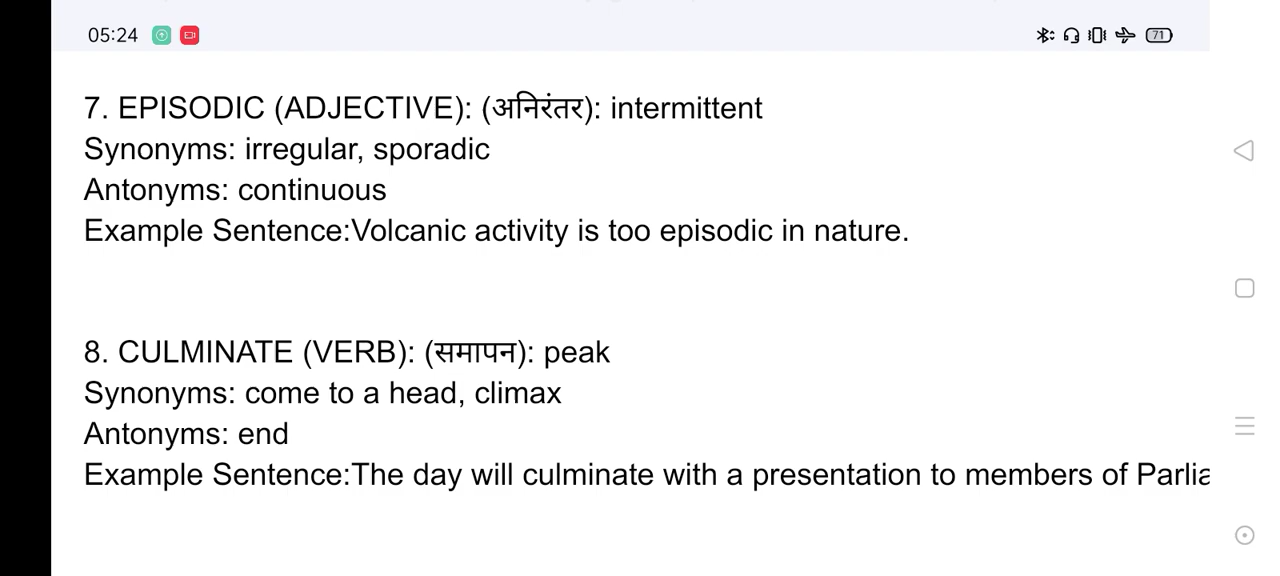 05:24
71
7. EPISODIC (ADJECTIVE): (अनिरंतर): intermittent
Synonyms: irregular, sporadic
Antonyms: continuous
Example Sentence:Volcanic activity is too episodic in nature.
8. CULMINATE (VERB): (समापन): peak
Synonyms: come to a head, climax
Antonyms: end
Example Sentence:The day will culminate with a presentation to members of